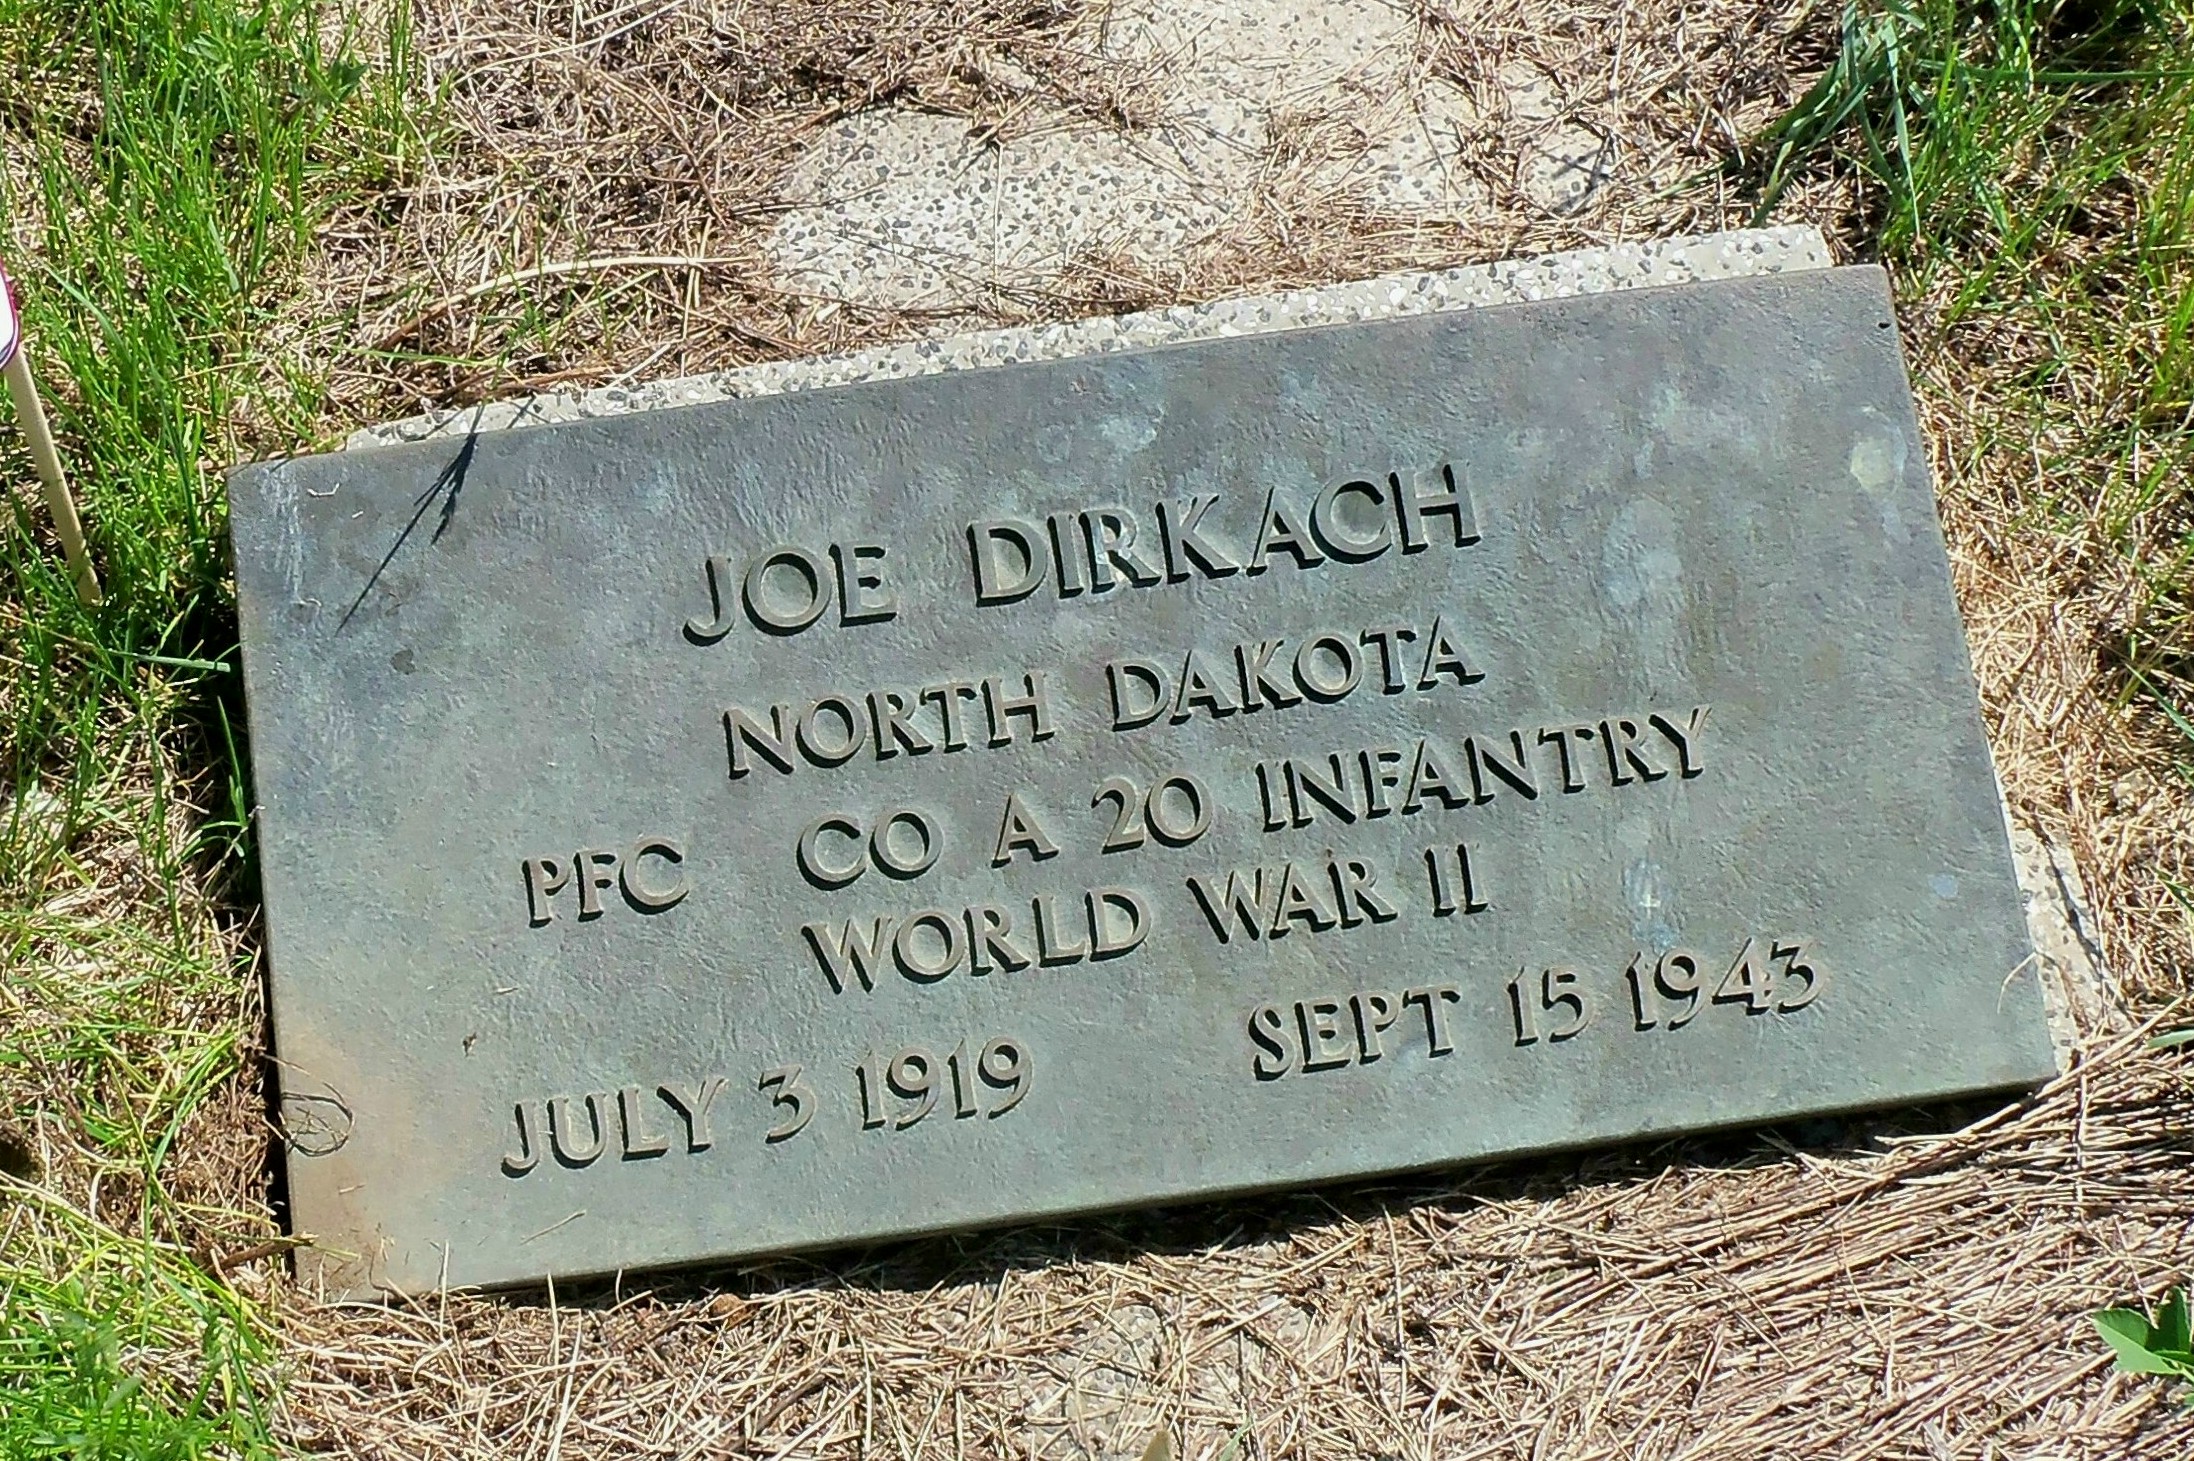 JOE DIRKACH
NORTH DAKOTA
PFC CO A 20 INFANTRY
WORLD WAR II
JULY 3 1919 SEPT 15 1943